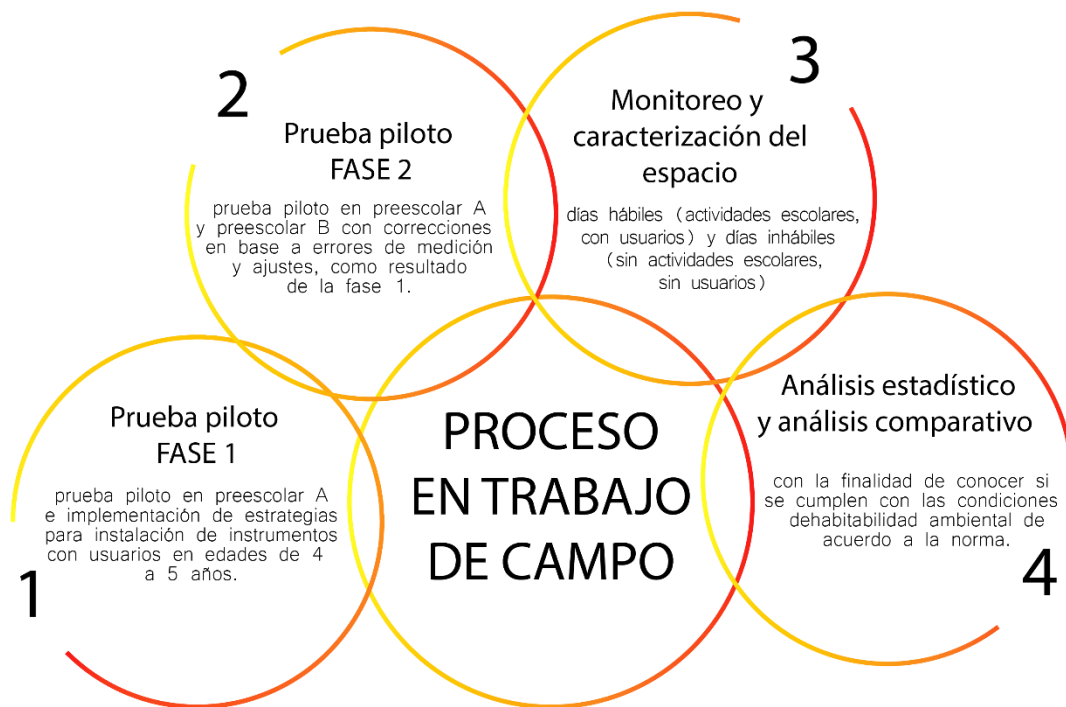 1
Prueba piloto
FASE 1
prueba piloto en preescolar A
e implementación de estrategias
para instalación de instrumentos
con usuarios en edades de 4
a 5 años.
2
Prueba piloto
FASE 2
prueba piloto en preescolar A
y preescolar B con correcciones
en base a errores de medición
y ajustes, como resultado
de la fase 1.
3
Monitoreo y
caracterización del
espacio
días hábiles (actividades escolares,
con usuarios) y días inhábiles
(sin actividades escolares,
sin usuarios)
4
Análisis estadístico
y análisis comparativo
con la finalidad de conocer si
se cumplen con las condiciones
dehabitabilidad ambiental de
acuerdo a la norma.
PROCESO
EN TRABAJO
DE CAMPO